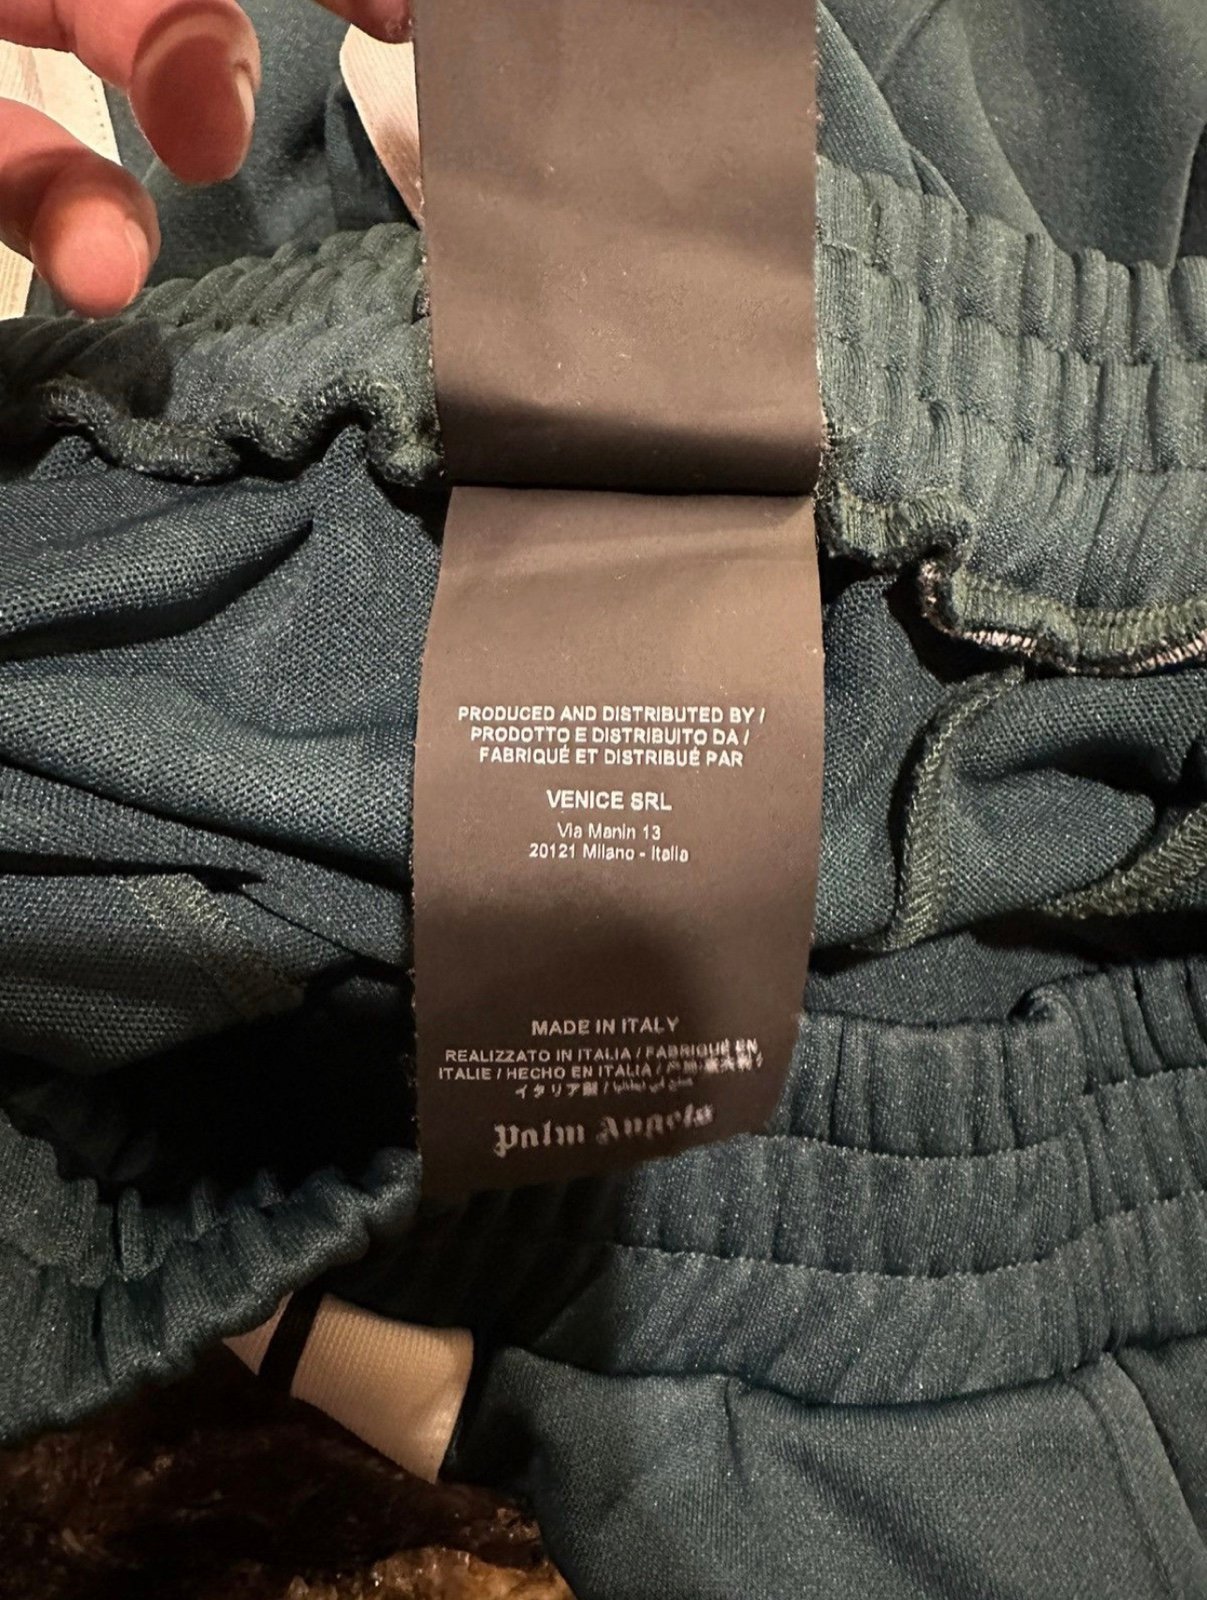 PRODUCED AND DISTRIBUTED BY /
PRODOTTO E DISTRIBUITO DA /
FABRIQUÉ ET DISTRIBUÉ PAR
VENICE SRL
Via Manin 13
20121 Milano - Italia
MADE IN ITALY
REALIZZATO IN ITALIA / FABRIQUÉ EN
ITALIE / HECHO EN ITALIA /
イタリア製 /
Palm Angels